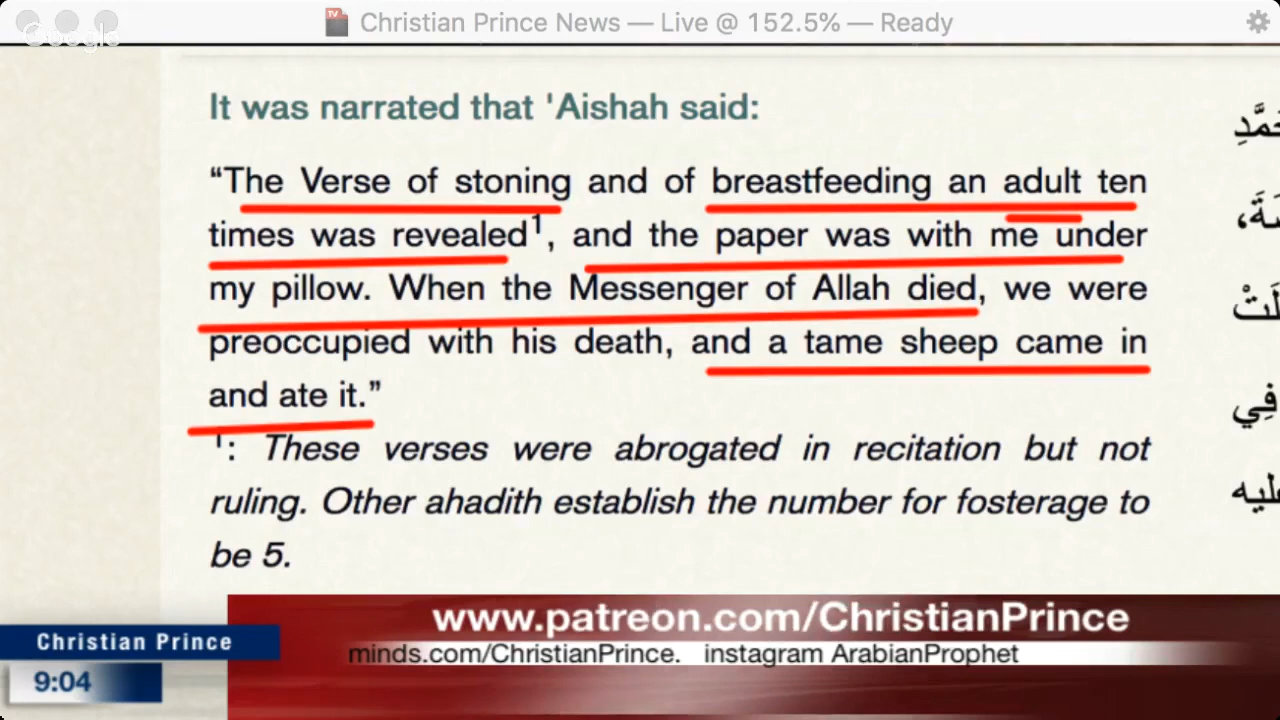 Christian Prince News — Live @ 152.5% — Ready
Google
It was narrated that 'Aishah said:
“The Verse of stoning and of breastfeeding an adult ten
times was revealed¹, and the paper was with me under
my pillow. When the Messenger of Allah died, we were
preoccupied with his death, and a tame sheep came in
and ate it.”
¹: These verses were abrogated in recitation but not
ruling. Other ahadith establish the number for fosterage to
be 5.
فِي
www.patreon.com/ChristianPrince
Christian Prince
minds.com/ChristianPrince. instagram ArabianProphet
9:04